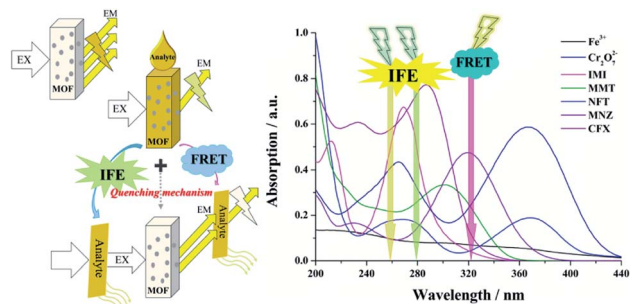 EX
MOF
EM
Analyte
EX
MOF
EM
IFE
+
FRET
Quenching mechanism
Analyte
EX
MOF
EM
Analyte
IFE
FRET
Fe³⁺
Cr₂O₇²⁻
IMI
MMT
NFT
MNZ
CFX
Absorption / a.u.
1.0
0.8
0.6
0.4
0.2
0.0
200 240 280 320 360 400 440
Wavelength / nm